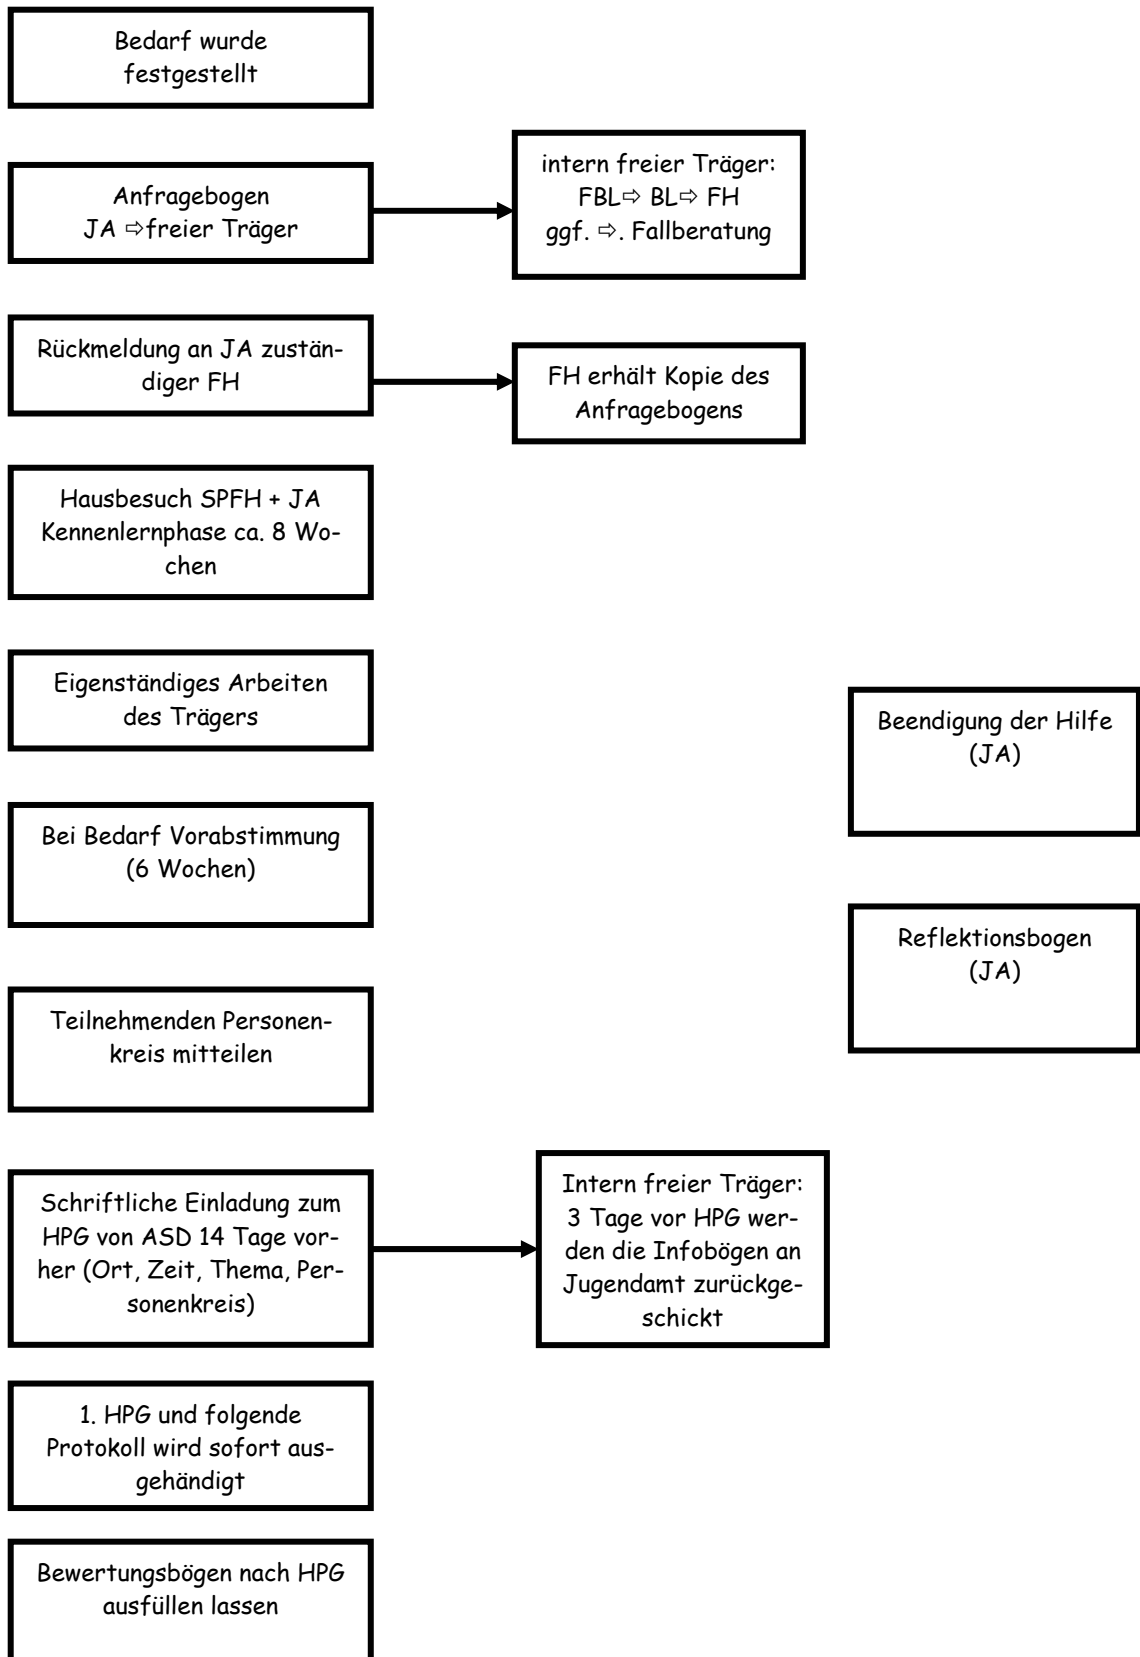 Bedarf wurde
festgestellt
Anfragebogen
JA ⇨freier Träger
intern freier Träger:
FBL⇨ BL⇨ FH
ggf. ⇨. Fallberatung
Rückmeldung an JA zustän-
diger FH
FH erhält Kopie des
Anfragebogens
Hausbesuch SPFH + JA
Kennenlernphase ca. 8 Wo-
chen
Eigenständiges Arbeiten
des Trägers
Beendigung der Hilfe
(JA)
Bei Bedarf Vorabstimmung
(6 Wochen)
Reflektionsbogen
(JA)
Teilnehmenden Personen-
kreis mitteilen
Schriftliche Einladung zum
HPG von ASD 14 Tage vor-
her (Ort, Zeit, Thema, Per-
sonenkreis)
Intern freier Träger:
3 Tage vor HPG wer-
den die Infobögen an
Jugendamt zurückge-
schickt
1. HPG und folgende
Protokoll wird sofort aus-
gehändigt
Bewertungsbögen nach HPG
ausfüllen lassen